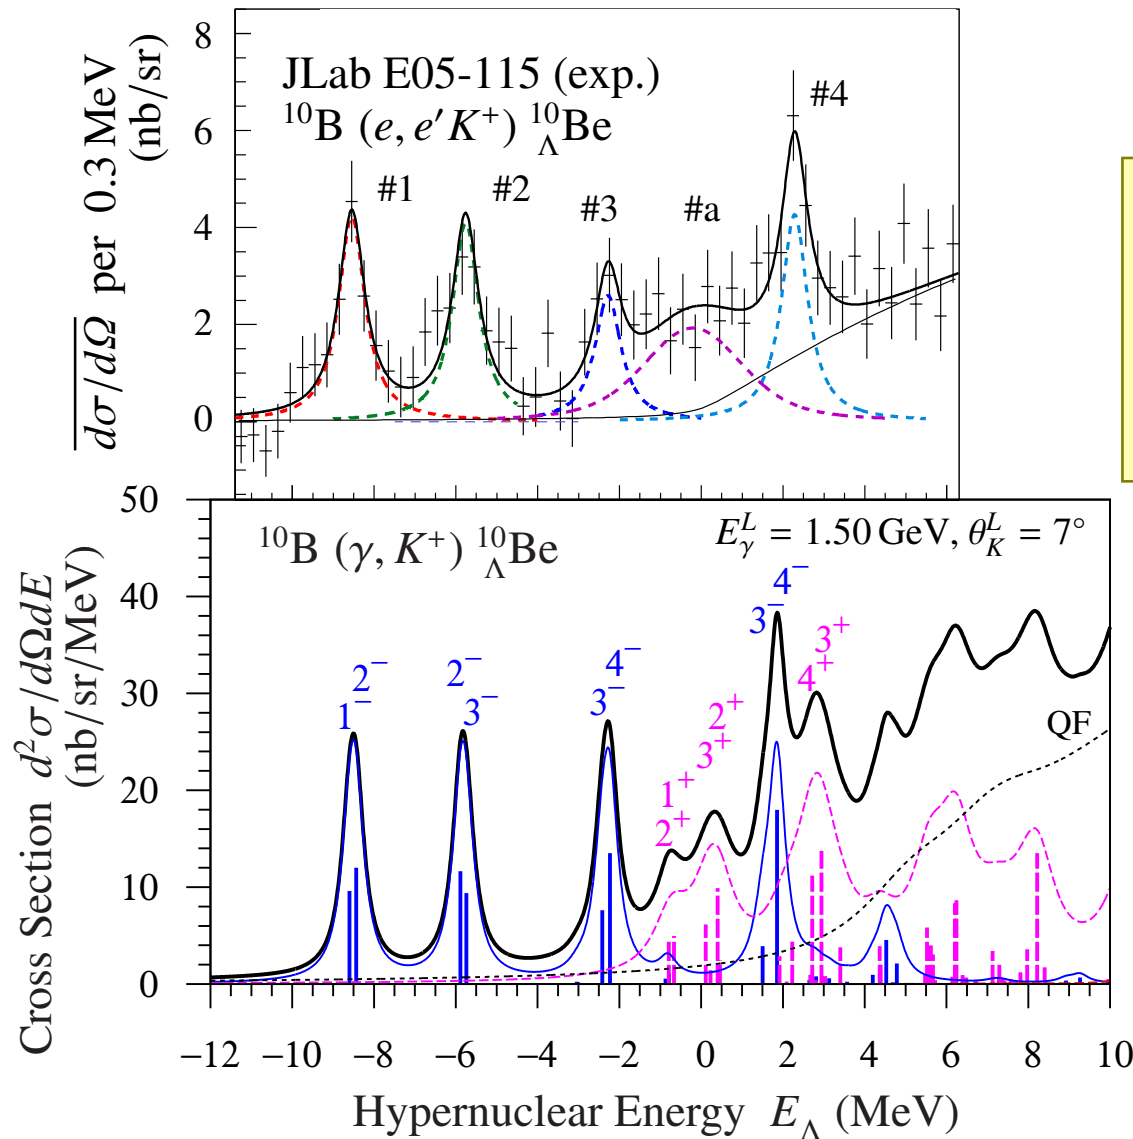 8
6
4
2
0
dσ/dΩ per 0.3 MeV
(nb/sr)
JLab E05-115 (exp.)
¹⁰B (e, e′K⁺) ¹⁰ΛBe
#1
#2
#3
#a
#4
50
40
30
20
10
0
Cross Section d²σ/dΩdE
(nb/sr/MeV)
¹⁰B (γ, K⁺) ¹⁰ΛBe
E^L_γ = 1.50 GeV, θ^L_K = 7°
2⁻
1⁻
2⁻
3⁻
4⁻
3⁻
2⁺
3⁺
1⁺
2⁺
4⁻
3⁻
3⁺
4⁺
QF
−12 −10 −8 −6 −4 −2 0 2 4 6 8 10
Hypernuclear Energy E_Λ (MeV)